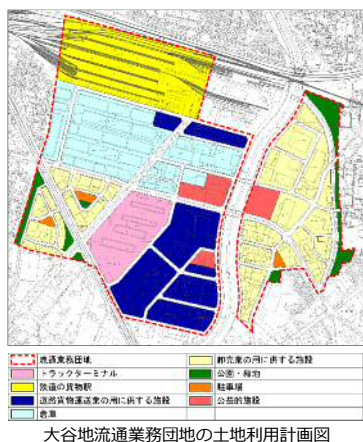 流通業務団地
卸売業の用に供する施設
トラックターミナル
公園・緑地
鉄道の貨物駅
駐車場
道路貨物運送業の用に供する施設
公益的施設
倉庫
大谷地流通業務団地の土地利用計画図